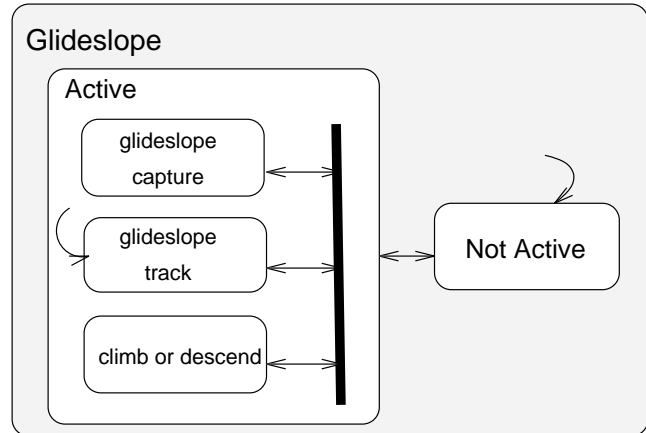 Glideslope
Active
glideslope
capture
glideslope
track
climb or descend
Not Active